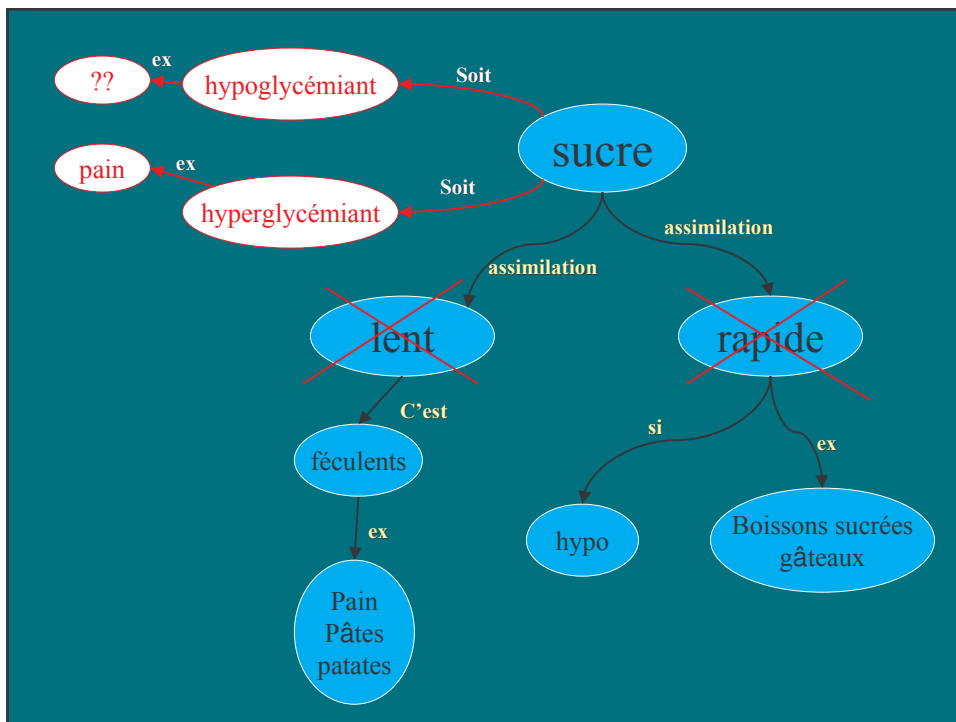 ex
Soit
??
hypoglycémiant
sucre
ex
pain
Soit
hyperglycémiant
assimilation
assimilation
lent
rapide
C’est
si
ex
féculents
ex
hypo
Boissons sucrées
gâteaux
Pain
Pâtes
patates